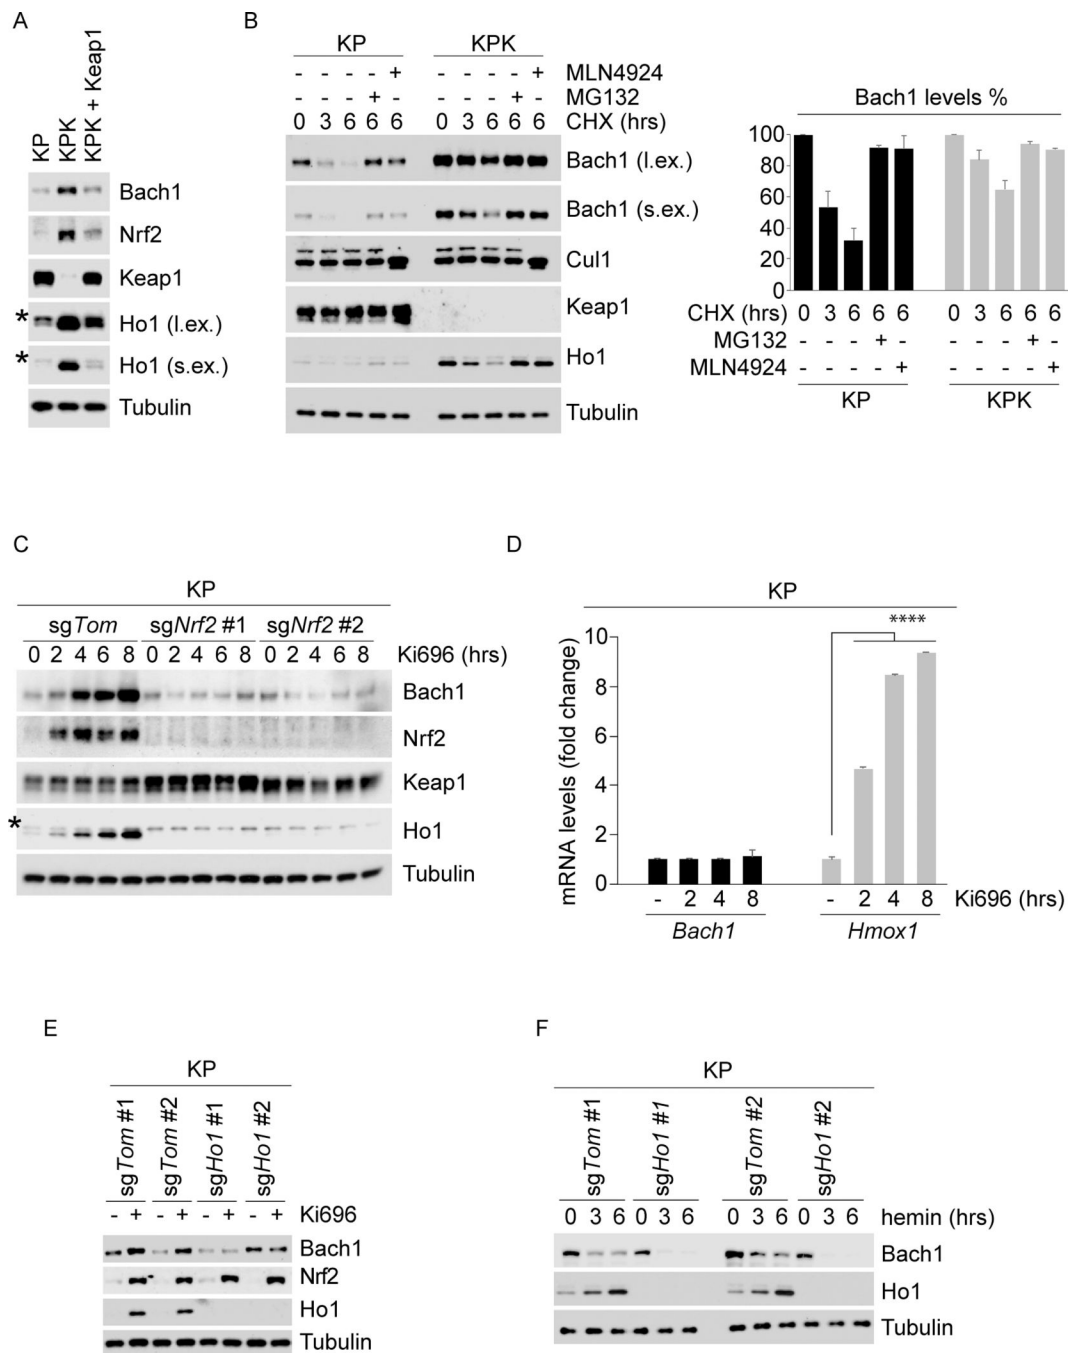 A
KP
KPK
KPK + Keap1
Bach1
Nrf2
Keap1
* Ho1 (l.ex.)
* Ho1 (s.ex.)
Tubulin
B
KP KPK
- - - - + - - - - + MLN4924
- - - + - - - - + - MG132
0 3 6 6 6 0 3 6 6 6 CHX (hrs)
Bach1 (l.ex.)
Bach1 (s.ex.)
Cul1
Keap1
Ho1
Tubulin
Bach1 levels %
100
80
60
40
20
0
CHX (hrs) 0 3 6 6 6 0 3 6 6 6
MG132 - - - + - - - - + -
MLN4924 - - - - + - - - - +
KP KPK
C
KP
sgTom sgNrf2 #1 sgNrf2 #2
0 2 4 6 8 0 2 4 6 8 0 2 4 6 8 Ki696 (hrs)
Bach1
Nrf2
Keap1
* Ho1
Tubulin
D
KP
mRNA levels (fold change)
10
8
6
4
2
0
****
- 2 4 8 - 2 4 8 Ki696 (hrs)
Bach1 Hmox1
E
KP
sgTom #1
sgTom #2
sgHo1 #1
sgHo1 #2
- + - + - + - + Ki696
Bach1
Nrf2
Ho1
Tubulin
F
KP
sgTom #1
sgHo1 #1
sgTom #2
sgHo1 #2
0 3 6 0 3 6 0 3 6 0 3 6 hemin (hrs)
Bach1
Ho1
Tubulin